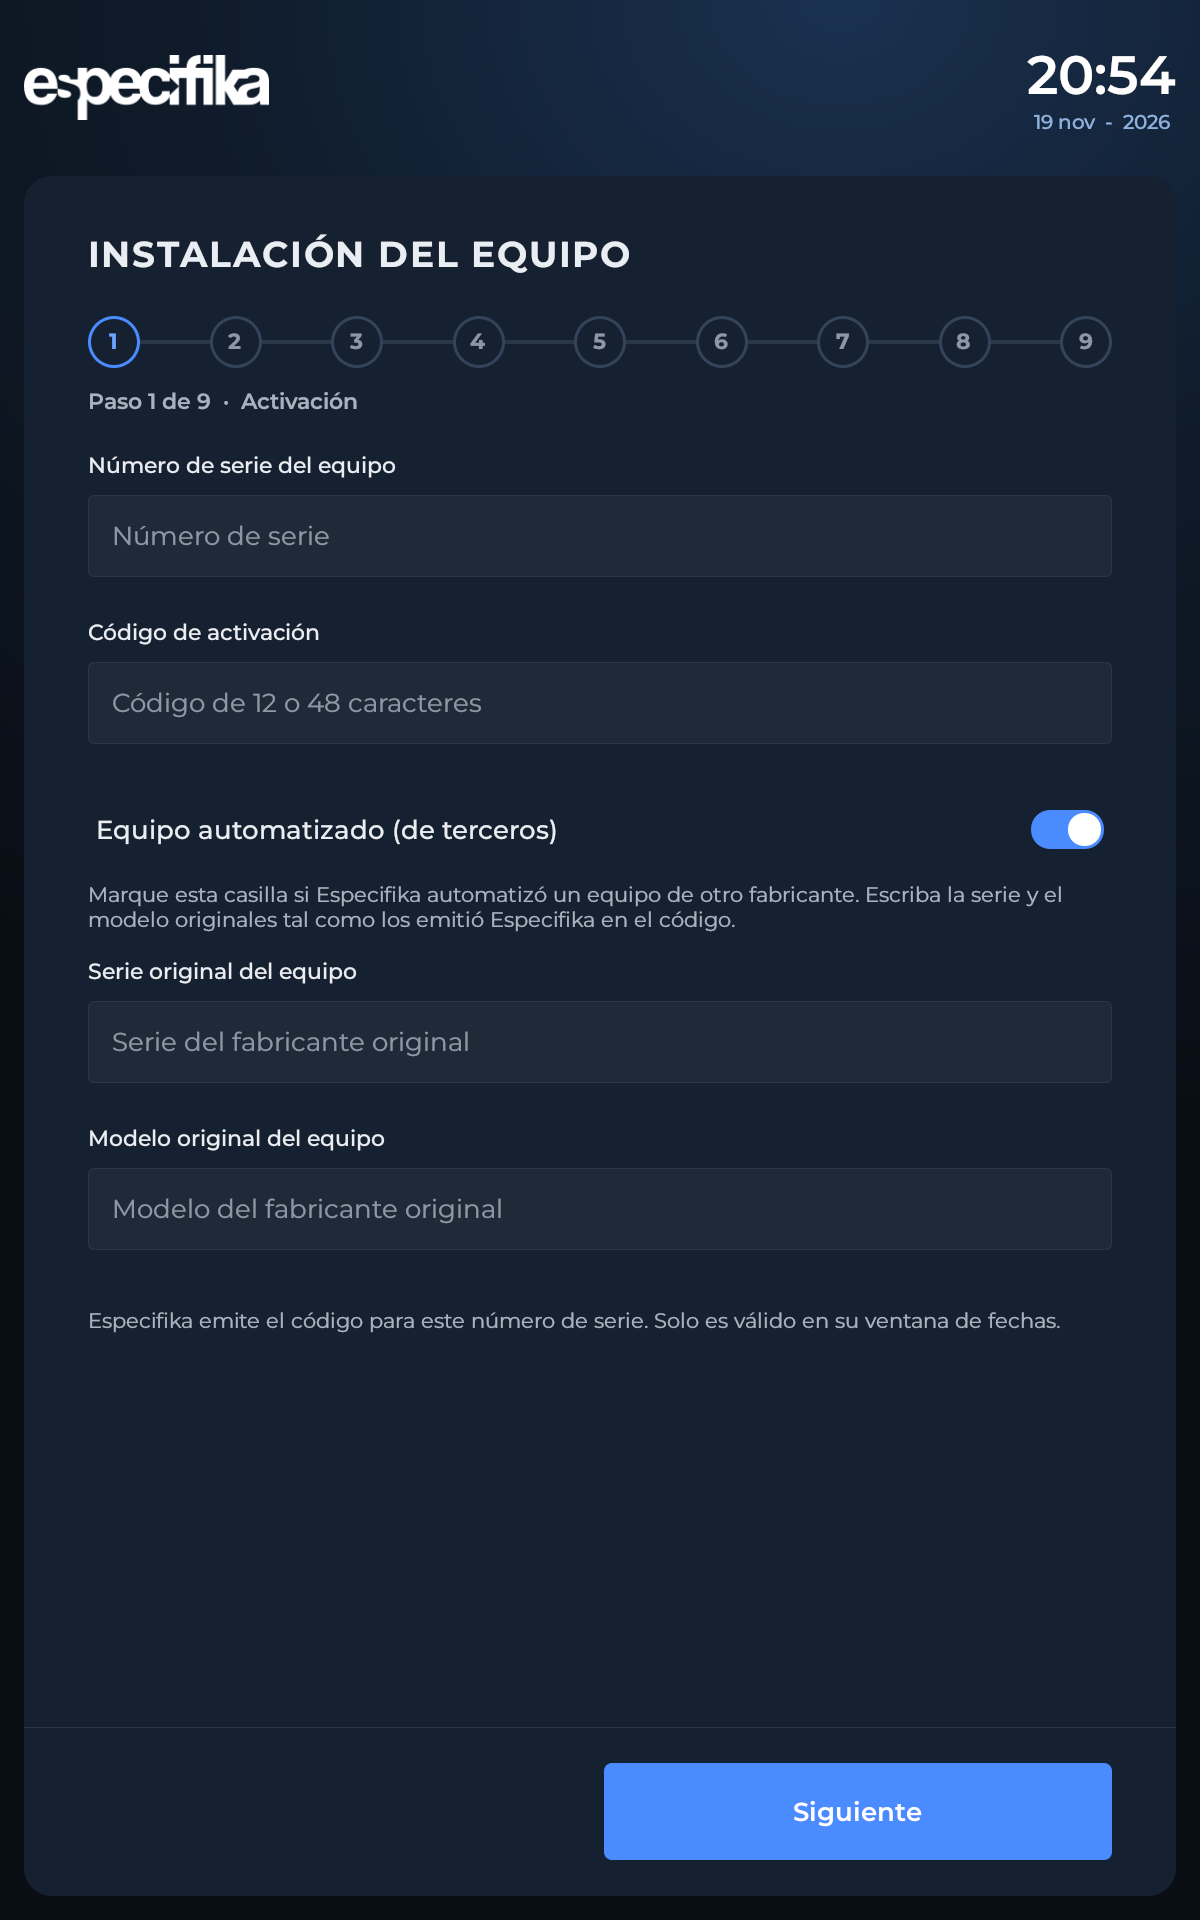 especifika
20:54
19 nov - 2026
INSTALACIÓN DEL EQUIPO
1 2 3 4 5 6 7 8 9
Paso 1 de 9 · Activación
Número de serie del equipo
Número de serie
Código de activación
Código de 12 o 48 caracteres
Equipo automatizado (de terceros)
Marque esta casilla si Especifika automatizó un equipo de otro fabricante. Escriba la serie y el
modelo originales tal como los emitió Especifika en el código.
Serie original del equipo
Serie del fabricante original
Modelo original del equipo
Modelo del fabricante original
Especifika emite el código para este número de serie. Solo es válido en su ventana de fechas.
Siguiente